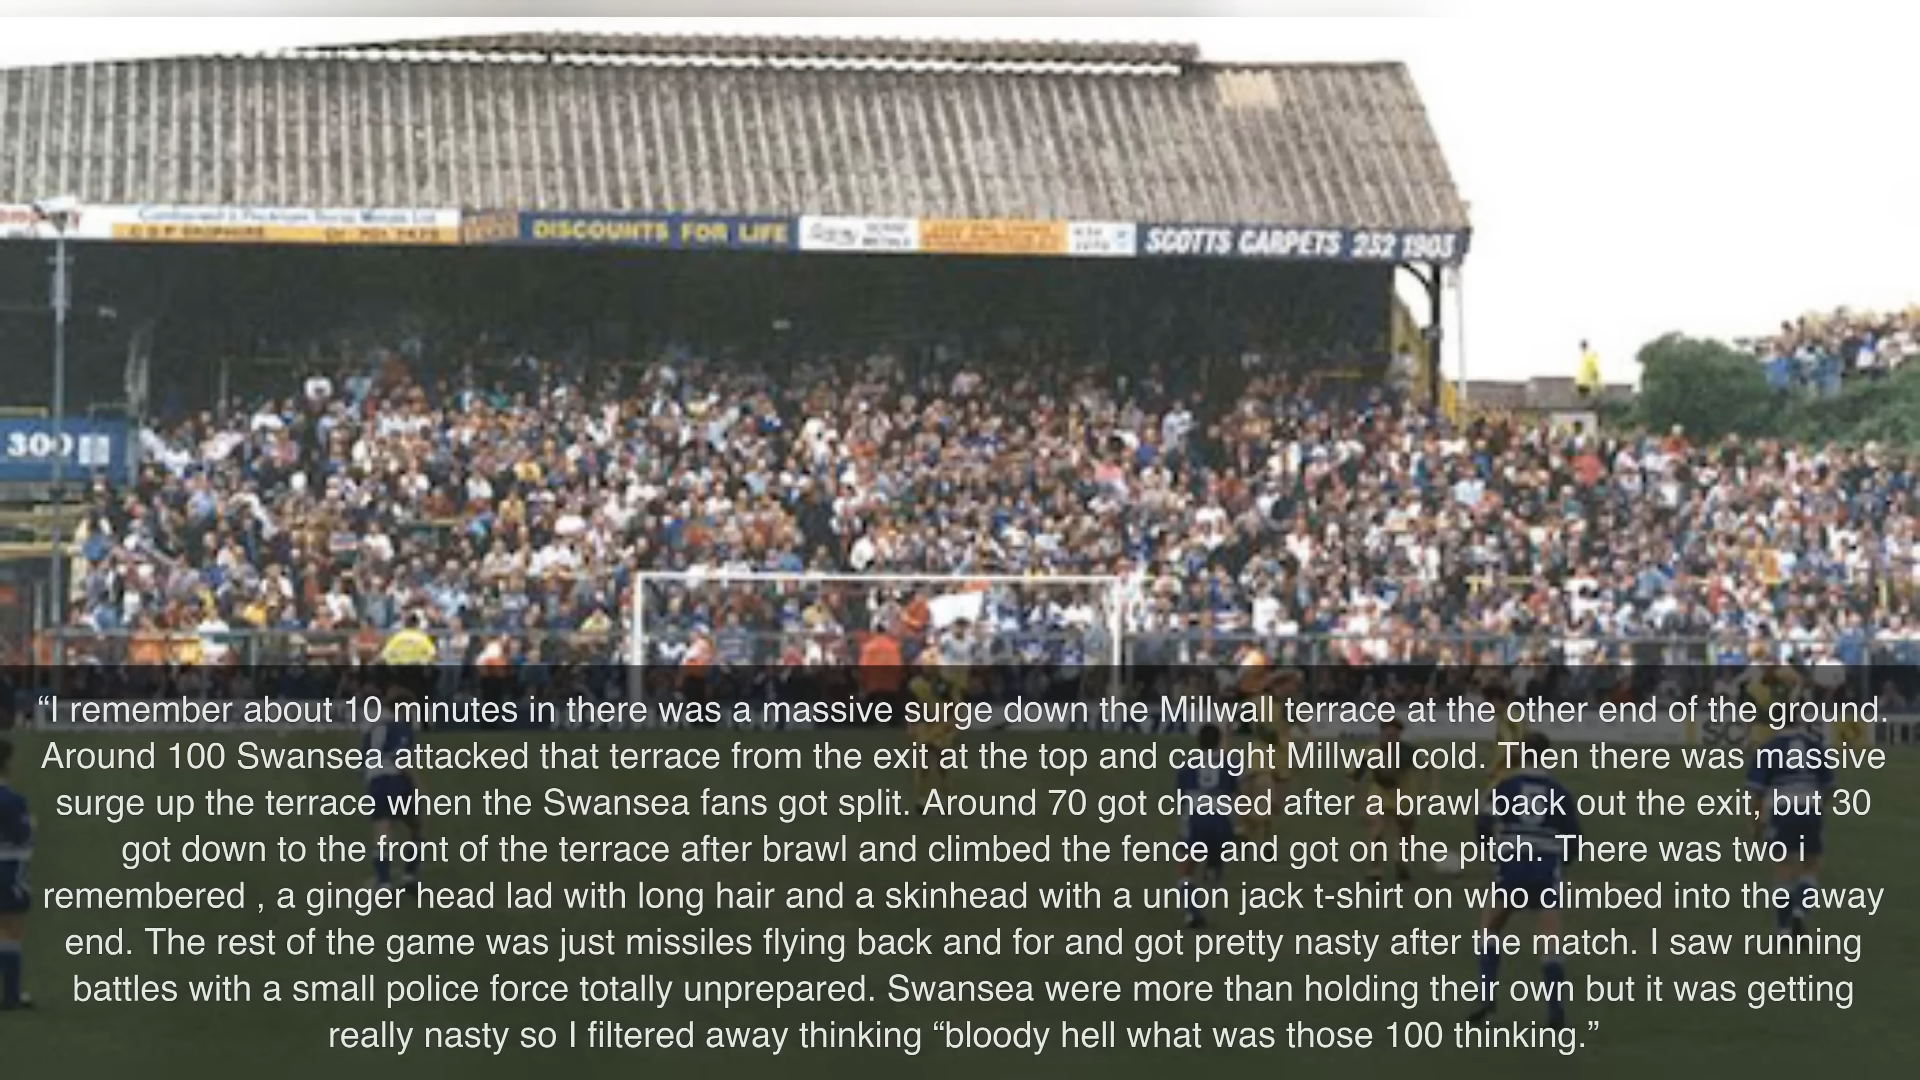 DISCOUNTS FOR LIFE
SCOTTS CARPETS 252 1903
300
“I remember about 10 minutes in there was a massive surge down the Millwall terrace at the other end of the ground.
Around 100 Swansea attacked that terrace from the exit at the top and caught Millwall cold. Then there was massive
surge up the terrace when the Swansea fans got split. Around 70 got chased after a brawl back out the exit, but 30
got down to the front of the terrace after brawl and climbed the fence and got on the pitch. There was two i
remembered , a ginger head lad with long hair and a skinhead with a union jack t-shirt on who climbed into the away
end. The rest of the game was just missiles flying back and for and got pretty nasty after the match. I saw running
battles with a small police force totally unprepared. Swansea were more than holding their own but it was getting
really nasty so I filtered away thinking “bloody hell what was those 100 thinking.”